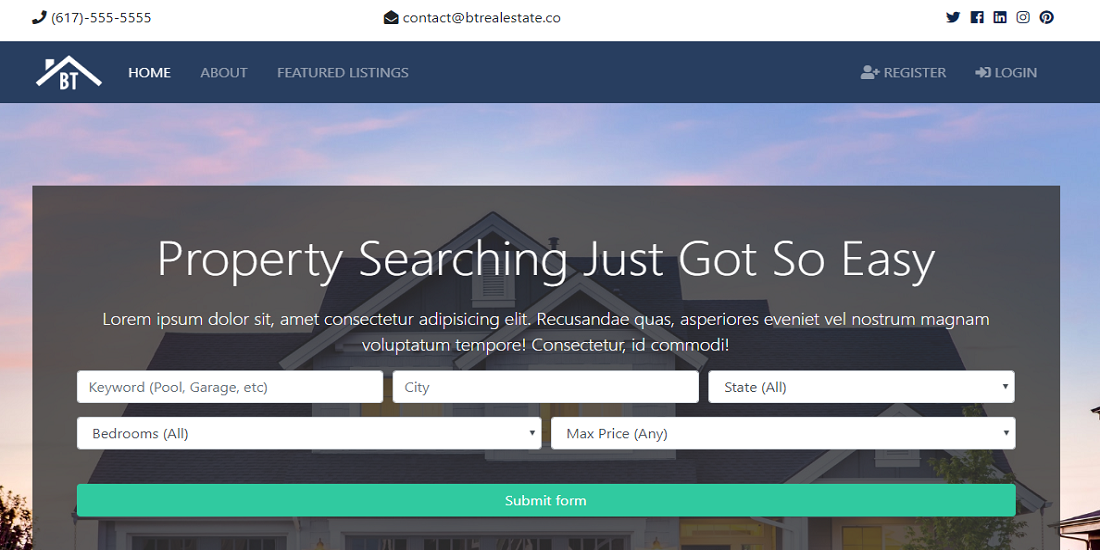 (617)-555-5555
contact@btrealestate.co
BT
HOME
ABOUT
FEATURED LISTINGS
REGISTER
LOGIN
Property Searching Just Got So Easy
Lorem ipsum dolor sit, amet consectetur adipisicing elit. Recusandae quas, asperiores eveniet vel nostrum magnam
voluptatum tempore! Consectetur, id commodi!
Keyword (Pool, Garage, etc)
City
State (All)
Bedrooms (All)
Max Price (Any)
Submit form